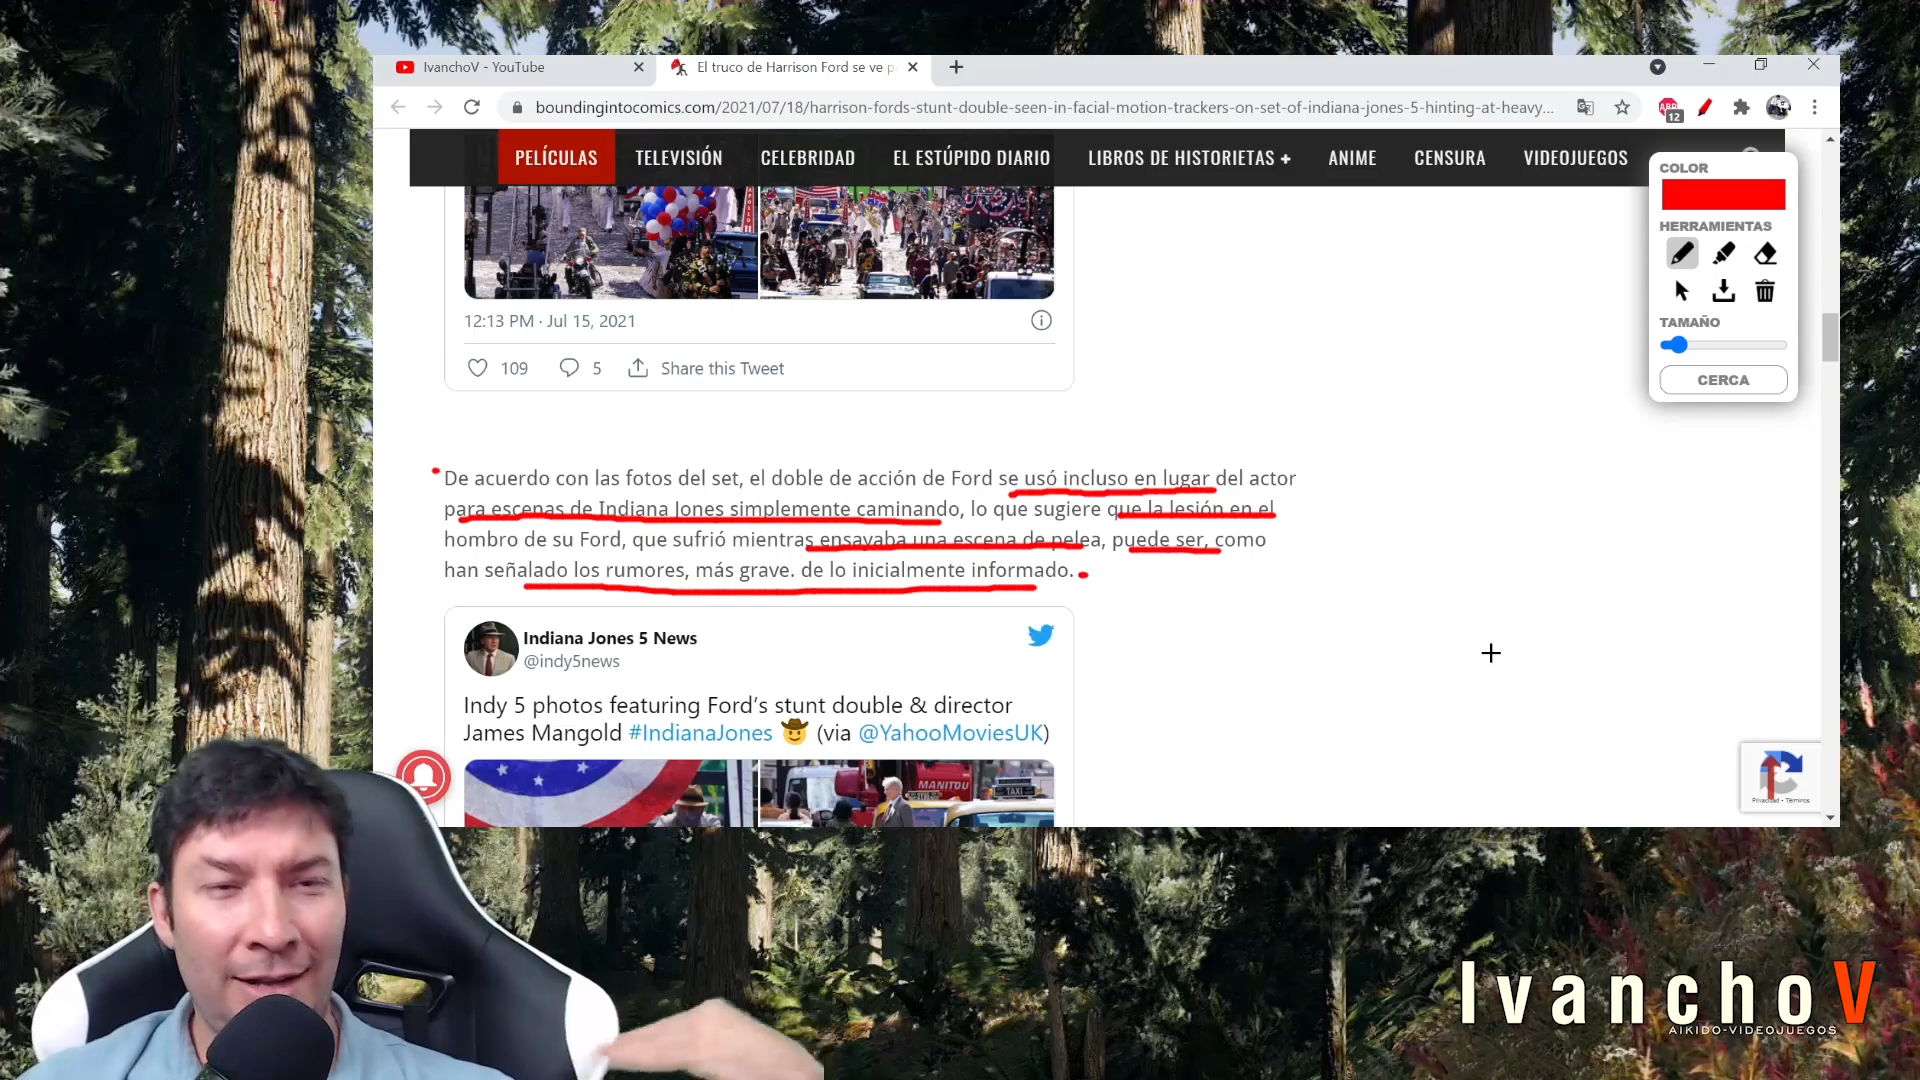 IvanchoV - YouTube
El truco de Harrison Ford se ve p
boundingintocomics.com/2021/07/18/harrison-fords-stunt-double-seen-in-facial-motion-trackers-on-set-of-indiana-jones-5-hinting-at-heavy...
ABP
12
PELÍCULAS TELEVISIÓN CELEBRIDAD EL ESTÚPIDO DIARIO LIBROS DE HISTORIETAS + ANIME CENSURA VIDEOJUEGOS
COLOR
HERRAMIENTAS
TAMAÑO
CERCA
12:13 PM · Jul 15, 2021
109 5 Share this Tweet
De acuerdo con las fotos del set, el doble de acción de Ford se usó incluso en lugar del actor
para escenas de Indiana Jones simplemente caminando, lo que sugiere que la lesión en el
hombro de su Ford, que sufrió mientras ensayaba una escena de pelea, puede ser, como
han señalado los rumores, más grave. de lo inicialmente informado.
Indiana Jones 5 News
@indy5news
Indy 5 photos featuring Ford's stunt double & director
James Mangold #IndianaJones 🤠 (via @YahooMoviesUK)
MANITOU
TAXI
Privacidad - Términos
IvanchoV
AIKIDO-VIDEOJUEGOS